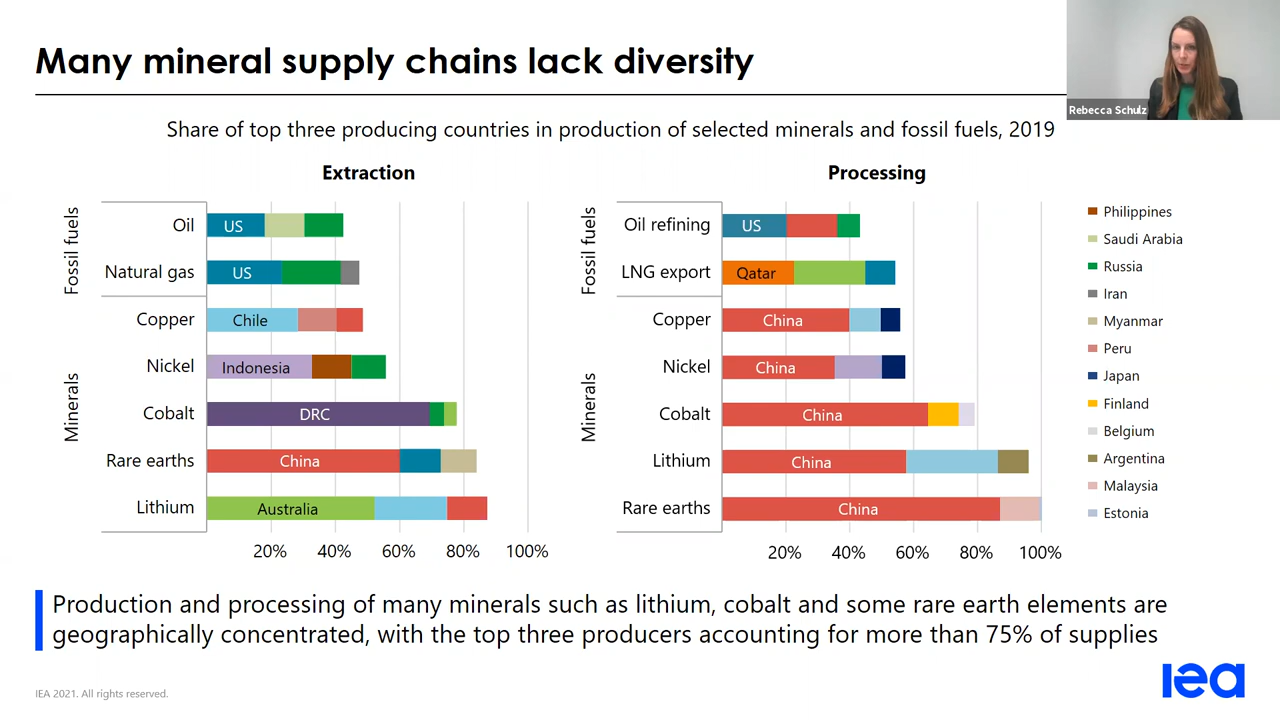 Many mineral supply chains lack diversity
Rebecca Schulz
Share of top three producing countries in production of selected minerals and fossil fuels, 2019
Extraction
Fossil fuels
Minerals
Oil
US
Natural gas
US
Copper
Chile
Nickel
Indonesia
Cobalt
DRC
Rare earths
China
Lithium
Australia
20%
40%
60%
80%
100%
Processing
Fossil fuels
Minerals
Oil refining
US
LNG export
Qatar
Copper
China
Nickel
China
Cobalt
China
Lithium
China
Rare earths
China
20%
40%
60%
80%
100%
Philippines
Saudi Arabia
Russia
Iran
Myanmar
Peru
Japan
Finland
Belgium
Argentina
Malaysia
Estonia
Production and processing of many minerals such as lithium, cobalt and some rare earth elements are
geographically concentrated, with the top three producers accounting for more than 75% of supplies
IEA 2021. All rights reserved.
iea